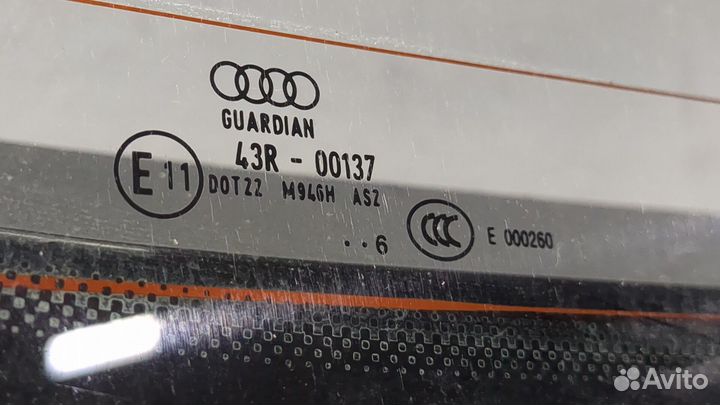 GUARDIAN
43R - 00137
E11
DOT22 M946H AS2
··6
CCC E 000260
Avito